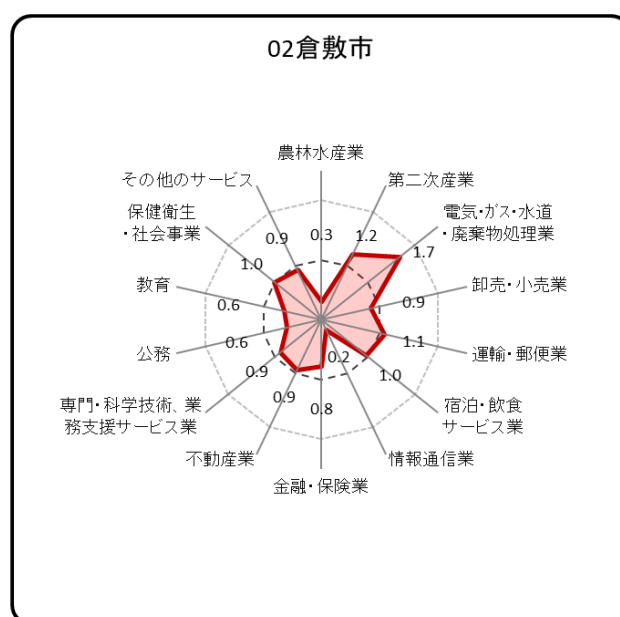 02倉敷市
農林水産業
その他のサービス
第二次産業
保健衛生
・社会事業
電気・ガス・水道
・廃棄物処理業
0.9
0.3
1.2
1.7
1.0
教育
0.6
0.9
卸売・小売業
公務
0.6
1.1
運輸・郵便業
専門・科学技術、業
務支援サービス業
0.9
0.9
0.8
0.2
1.0
宿泊・飲食
サービス業
不動産業
情報通信業
金融・保険業